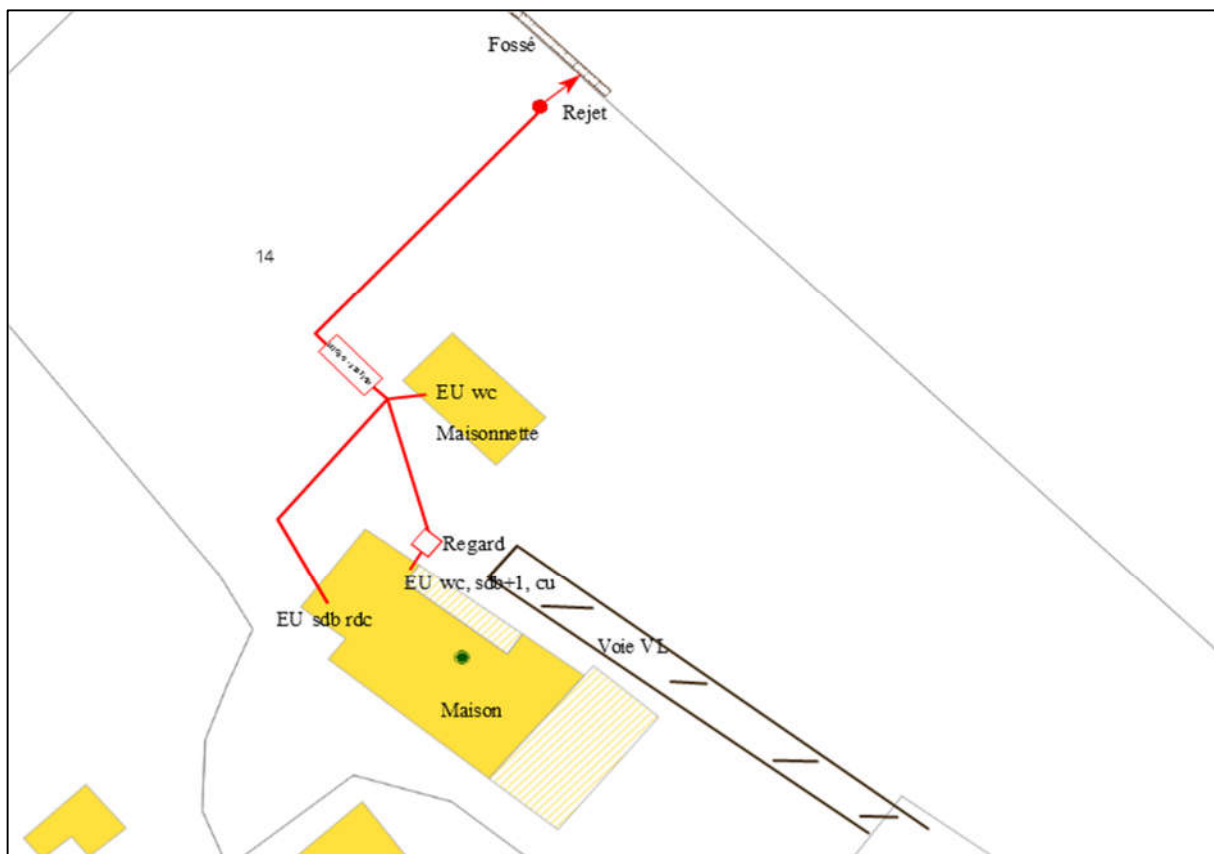 Fossé
Rejet
14
EU wc
Maisonnette
Regard
EU wc, sdb+1, cu
EU sdb rdc
Voie VL
Maison